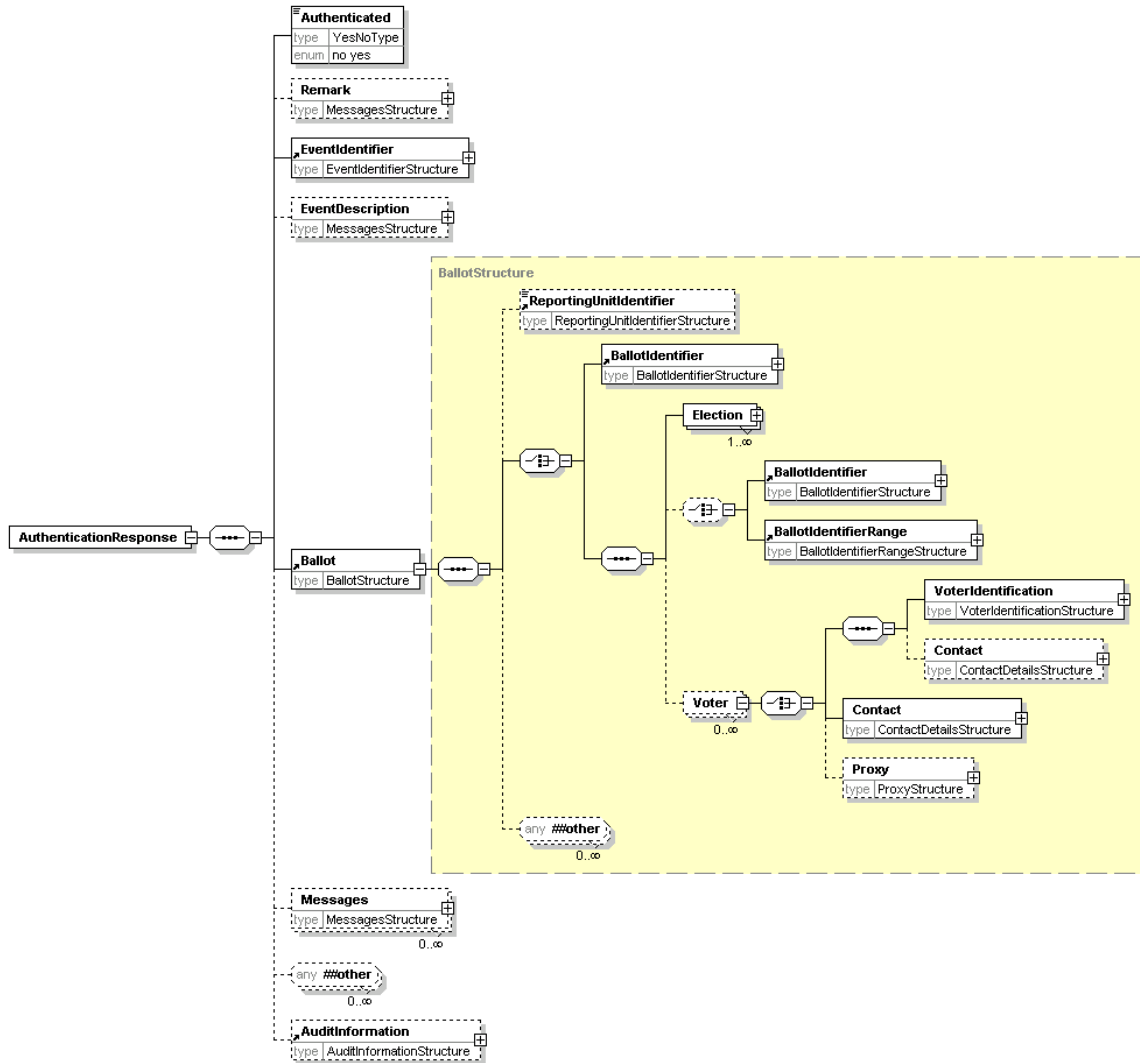 Authenticated
type YesNoType
enum no yes
Remark
type MessagesStructure
EventIdentifier
type EventIdentifierStructure
EventDescription
type MessagesStructure
BallotStructure
ReportingUnitIdentifier
type ReportingUnitIdentifierStructure
BallotIdentifier
type BallotIdentifierStructure
Election
1..∞
BallotIdentifier
type BallotIdentifierStructure
BallotIdentifierRange
type BallotIdentifierRangeStructure
AuthenticationResponse
Ballot
type BallotStructure
VoterIdentification
type VoterIdentificationStructure
Contact
type ContactDetailsStructure
Voter
0..∞
Contact
type ContactDetailsStructure
Proxy
type ProxyStructure
any ##other
0..∞
Messages
type MessagesStructure
0..∞
any ##other
0..∞
AuditInformation
type AuditInformationStructure